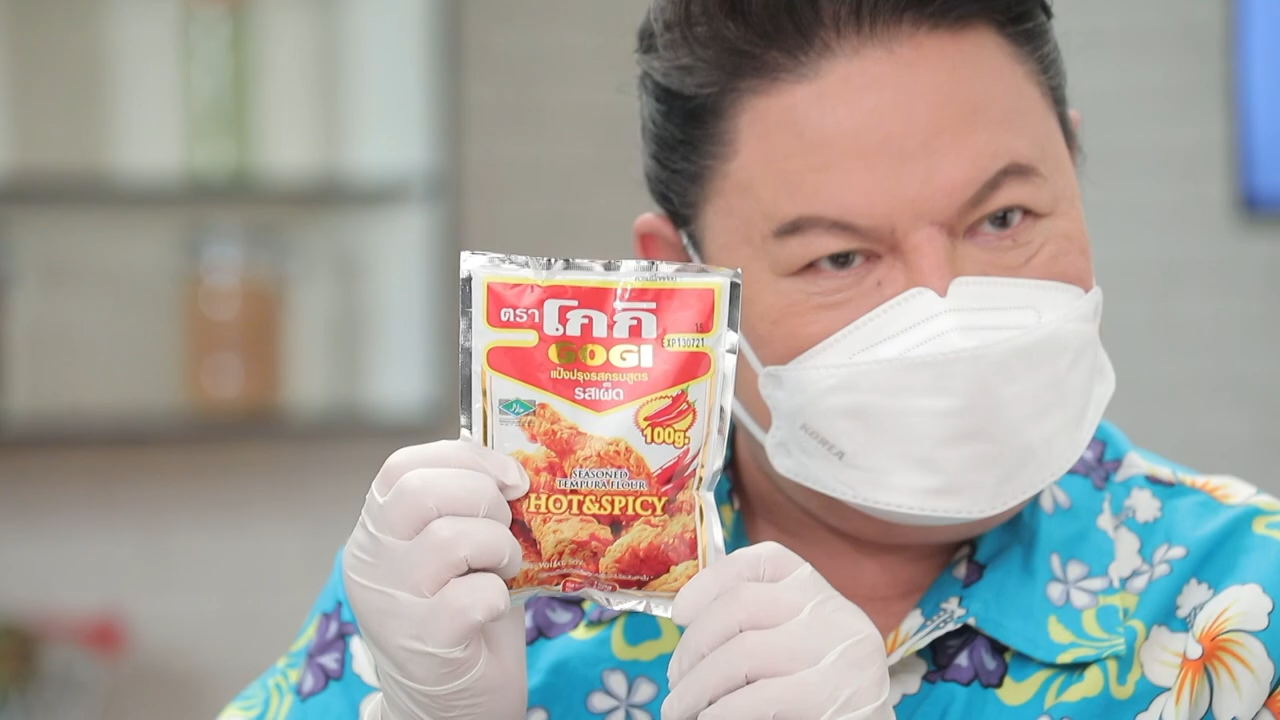 ตรา โกกิ
18
EXP130721
GOGI
แป้งปรุงรสครบสูตร
รสเผ็ด
100g.
SEASONED
TEMPURA FLOUR
HOT&SPICY
KOREA